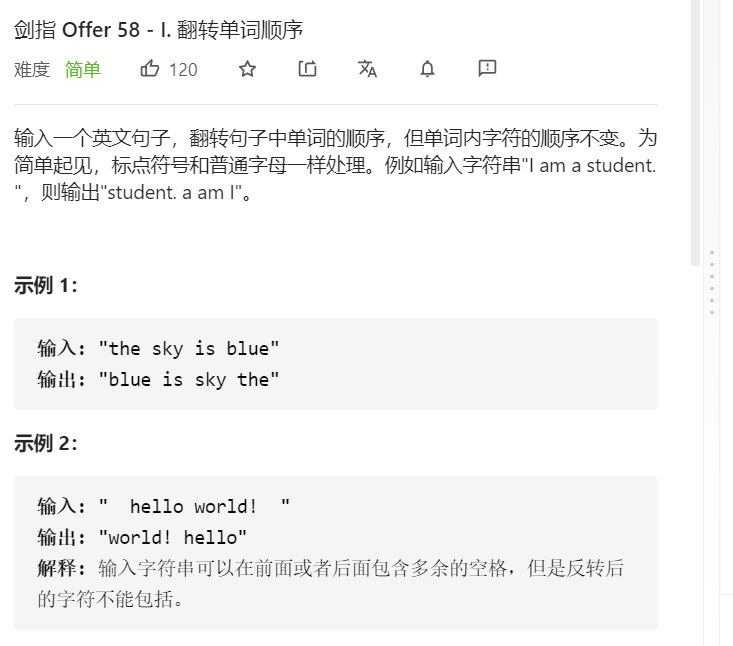 剑指 Offer 58 - I. 翻转单词顺序
难度 简单 120
输入一个英文句子，翻转句子中单词的顺序，但单词内字符的顺序不变。为
简单起见，标点符号和普通字母一样处理。例如输入字符串"I am a student.
"，则输出"student. a am I"。
示例 1：
输入: "the sky is blue"
输出: "blue is sky the"
示例 2：
输入: "  hello world!  "
输出: "world! hello"
解释: 输入字符串可以在前面或者后面包含多余的空格，但是反转后
的字符不能包括。